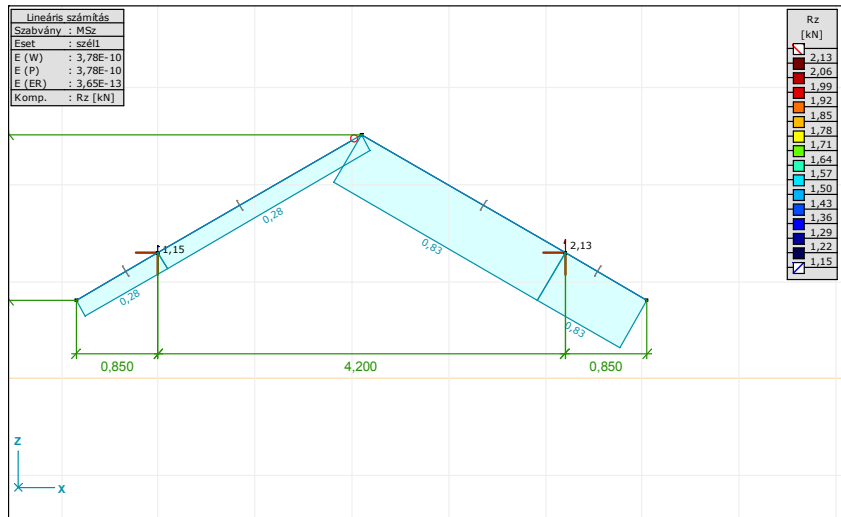 Lineáris számítás
Szabvány : MSz
Eset : szél1
E (W) : 3,78E-10
E (P) : 3,78E-10
E (ER) : 3,65E-13
Komp. : Rz [kN]
Rz
[kN]
2,13
2,06
1,99
1,92
1,85
1,78
1,71
1,64
1,57
1,50
1,43
1,36
1,29
1,22
1,15
0,28
0,83
1,15
2,13
0,28
0,83
0,850
4,200
0,850
Z
X